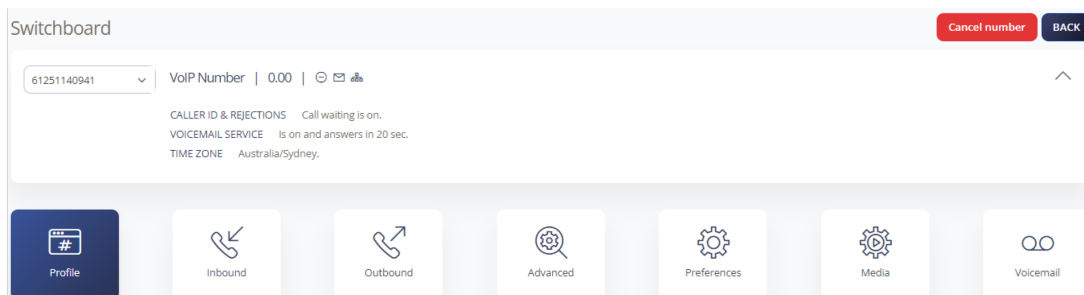 Switchboard
Cancel number
BACK
61251140941
VoIP Number | 0.00 |
CALLER ID & REJECTIONS Call waiting is on.
VOICEMAIL SERVICE Is on and answers in 20 sec.
TIME ZONE Australia/Sydney.
#
Profile
Inbound
Outbound
Advanced
Preferences
Media
Voicemail